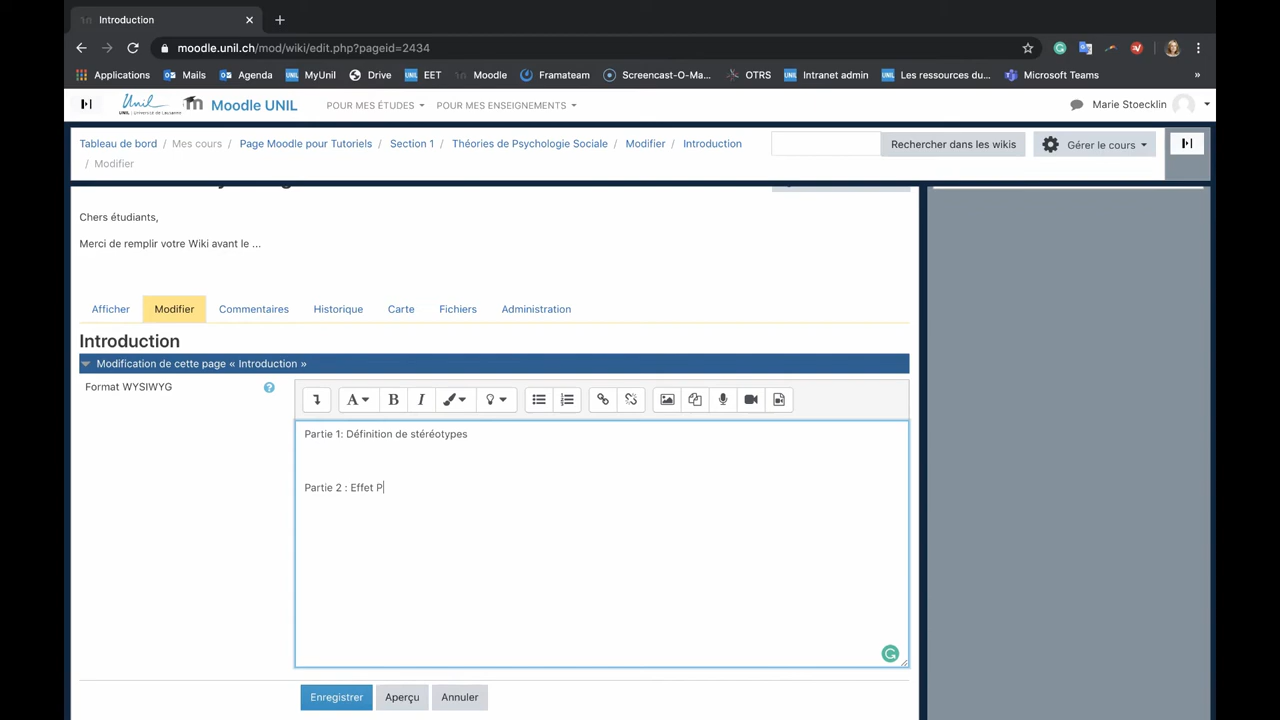 Introduction
moodle.unil.ch/mod/wiki/edit.php?pageid=2434
Applications Mails Agenda MyUnil Drive EET Moodle Framateam Screencast-O-Ma... OTRS Intranet admin Les ressources du... Microsoft Teams »
Unil UNIL | Université de Lausanne Moodle UNIL POUR MES ÉTUDES POUR MES ENSEIGNEMENTS Marie Stoecklin
Tableau de bord / Mes cours / Page Moodle pour Tutoriels / Section 1 / Théories de Psychologie Sociale / Modifier / Introduction Rechercher dans les wikis Gérer le cours
/ Modifier
Chers étudiants,
Merci de remplir votre Wiki avant le ...
Afficher Modifier Commentaires Historique Carte Fichiers Administration
Introduction
Modification de cette page « Introduction »
Format WYSIWYG
Partie 1: Définition de stéréotypes
Partie 2 : Effet P
Enregistrer Aperçu Annuler